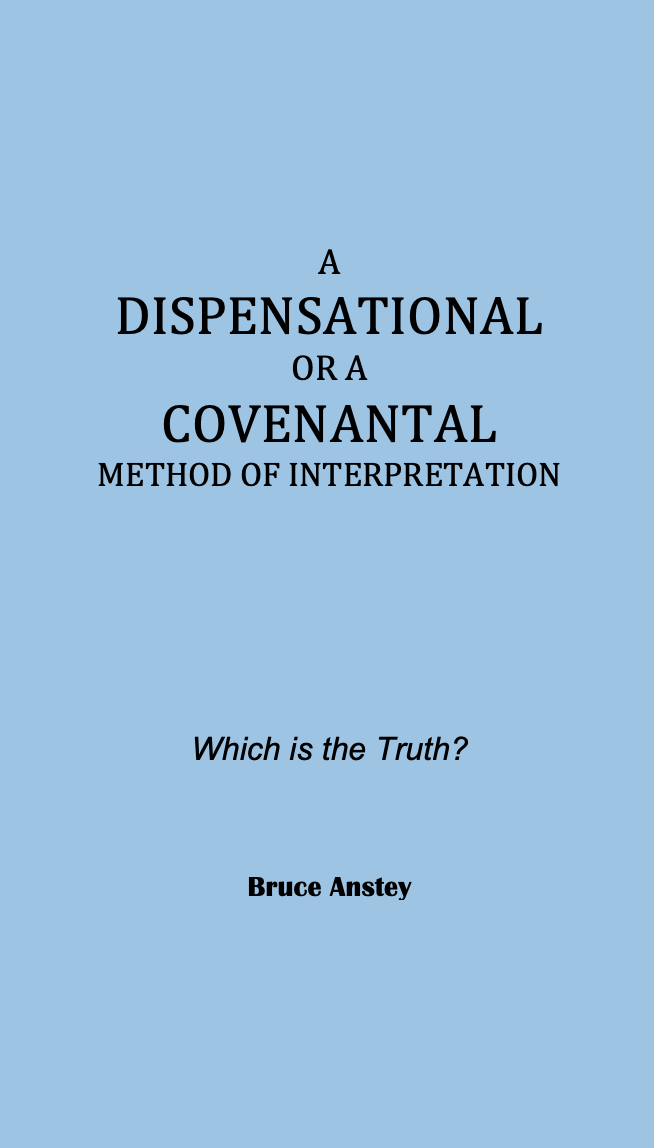 A
DISPENSATIONAL
OR A
COVENANTAL
METHOD OF INTERPRETATION
Which is the Truth?
Bruce Anstey